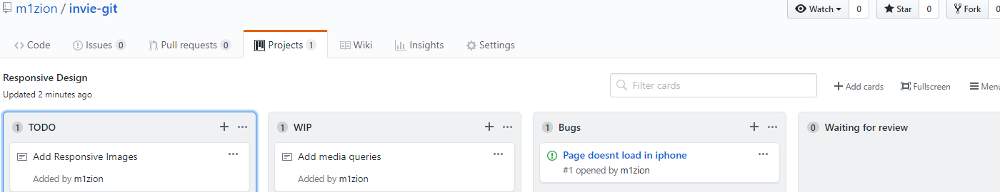 m1zion / invie-git
Watch 0 Star 0 Fork 0
Code Issues 0 Pull requests 0 Projects 1 Wiki Insights Settings
Responsive Design
Updated 2 minutes ago
Filter cards
Add cards Fullscreen Menu
1 TODO
Add Responsive Images
Added by m1zion
1 WIP
Add media queries
Added by m1zion
1 Bugs
Page doesnt load in iphone
#1 opened by m1zion
0 Waiting for review